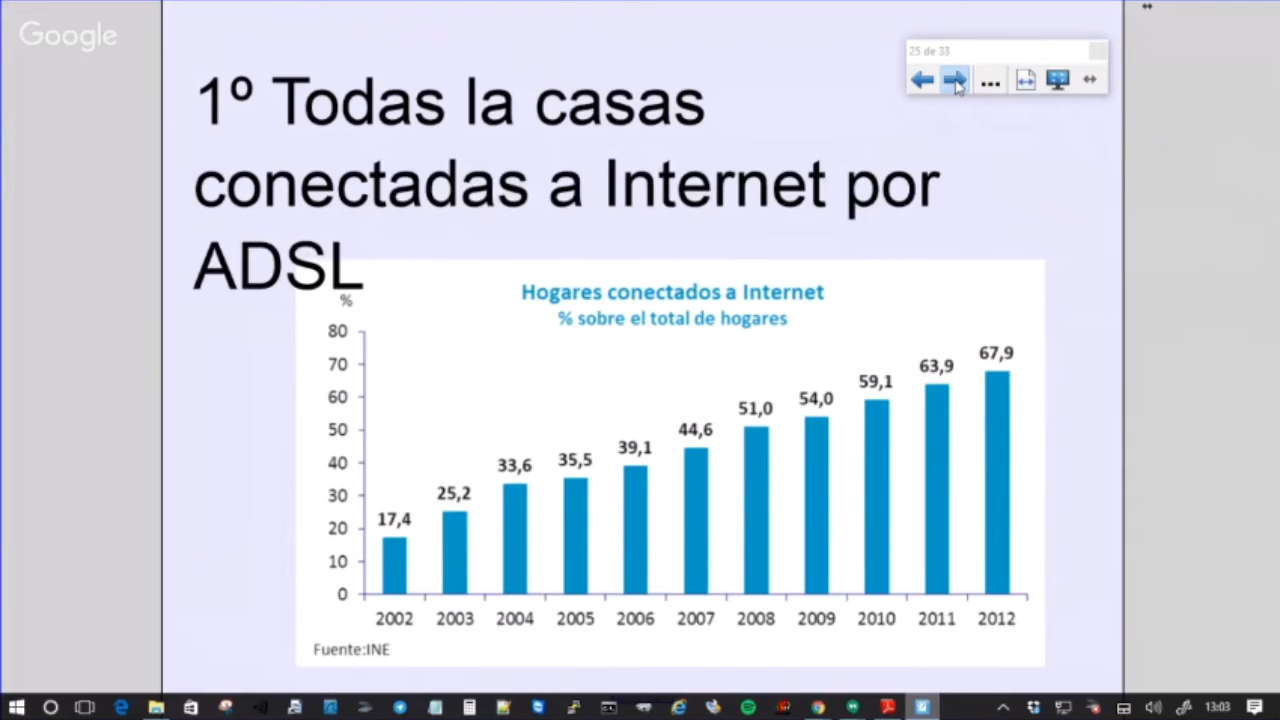 Google
25 de 33
1º Todas la casas
conectadas a Internet por
ADSL
%
Hogares conectados a Internet
% sobre el total de hogares
80
70
60
50
40
30
20
10
0
17,4
25,2
33,6
35,5
39,1
44,6
51,0
54,0
59,1
63,9
67,9
2002 2003 2004 2005 2006 2007 2008 2009 2010 2011 2012
Fuente:INE
13:03